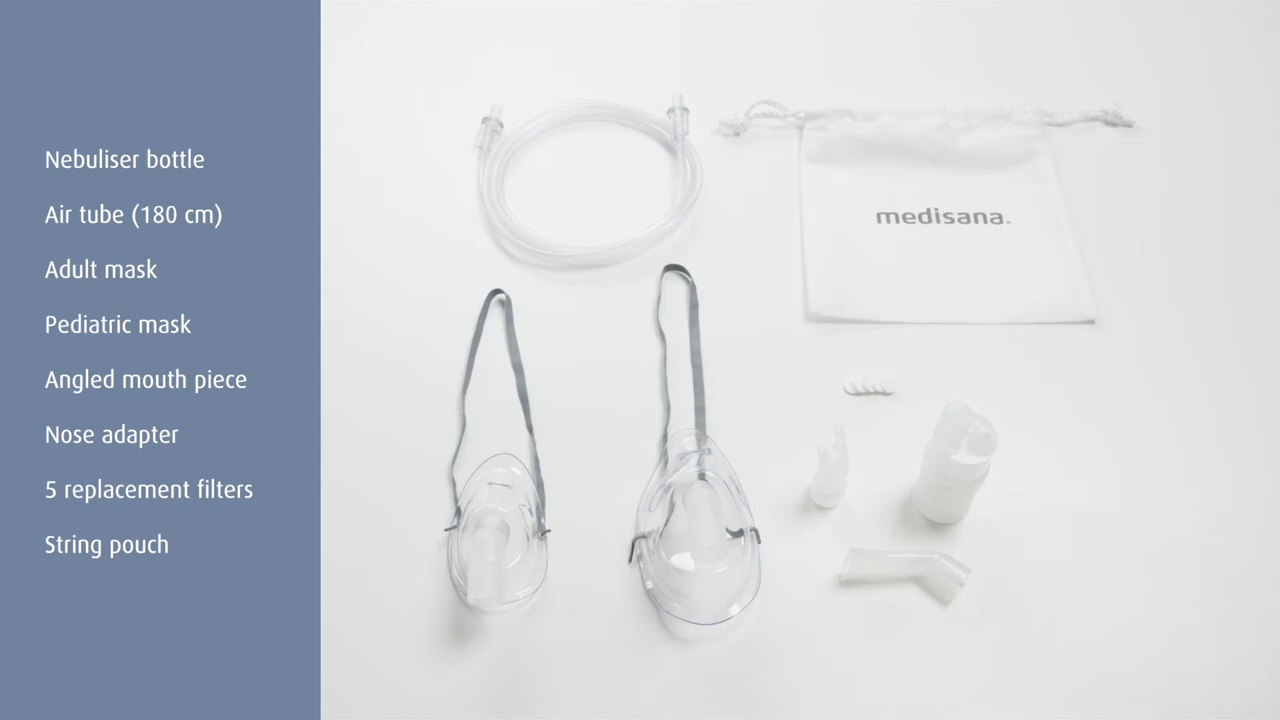 Nebuliser bottle
Air tube (180 cm)
Adult mask
Pediatric mask
Angled mouth piece
Nose adapter
5 replacement filters
String pouch
medisana.